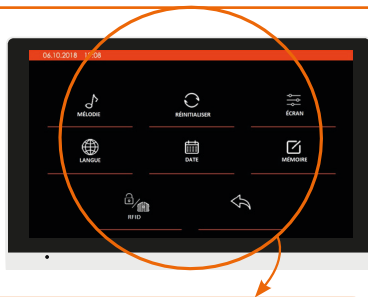 06.10.2018 11:08
MÉLODIE RÉINITIALISER ÉCRAN
LANGUE DATE MÉMOIRE
RFID